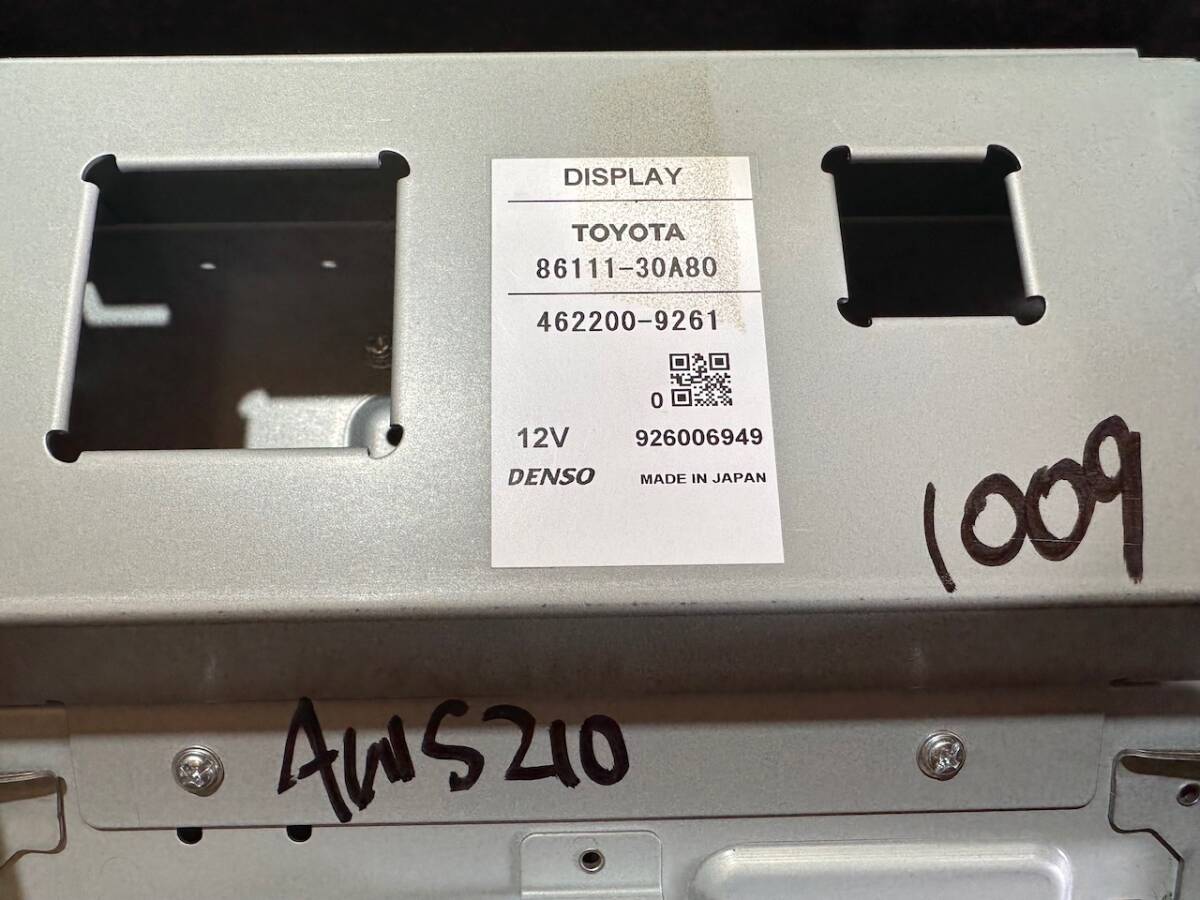 DISPLAY
TOYOTA
86111-30A80
462200-9261
0
12V 926006949
DENSO MADE IN JAPAN
1009
AWS210